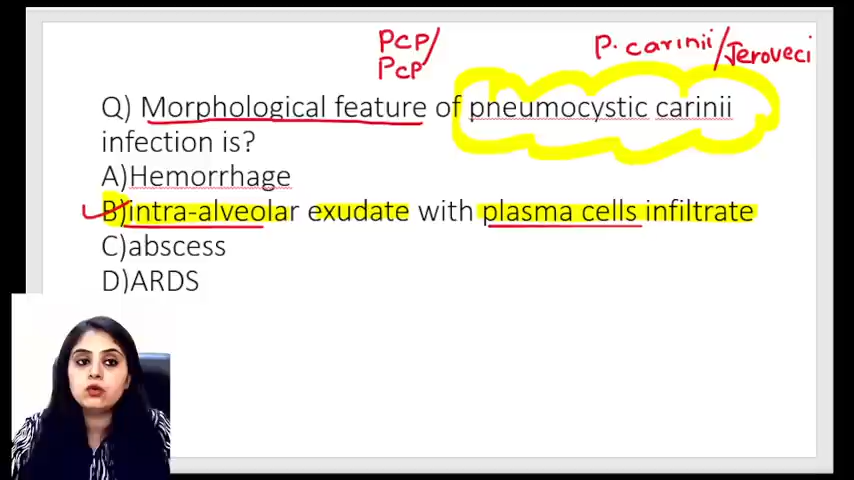 PCP/
PCP
P. carinii/Jeroveci
Q) Morphological feature of pneumocystic carinii
infection is?
A)Hemorrhage
B)intra-alveolar exudate with plasma cells infiltrate
C)abscess
D)ARDS